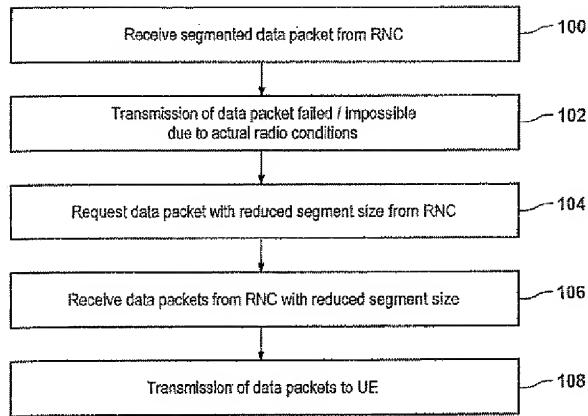 Receive segmented data packet from RNC
100
Transmission of data packet failed / impossible
due to actual radio conditions
102
Request data packet with reduced segment size from RNC
104
Receive data packets from RNC with reduced segment size
106
Transmission of data packets to UE
108